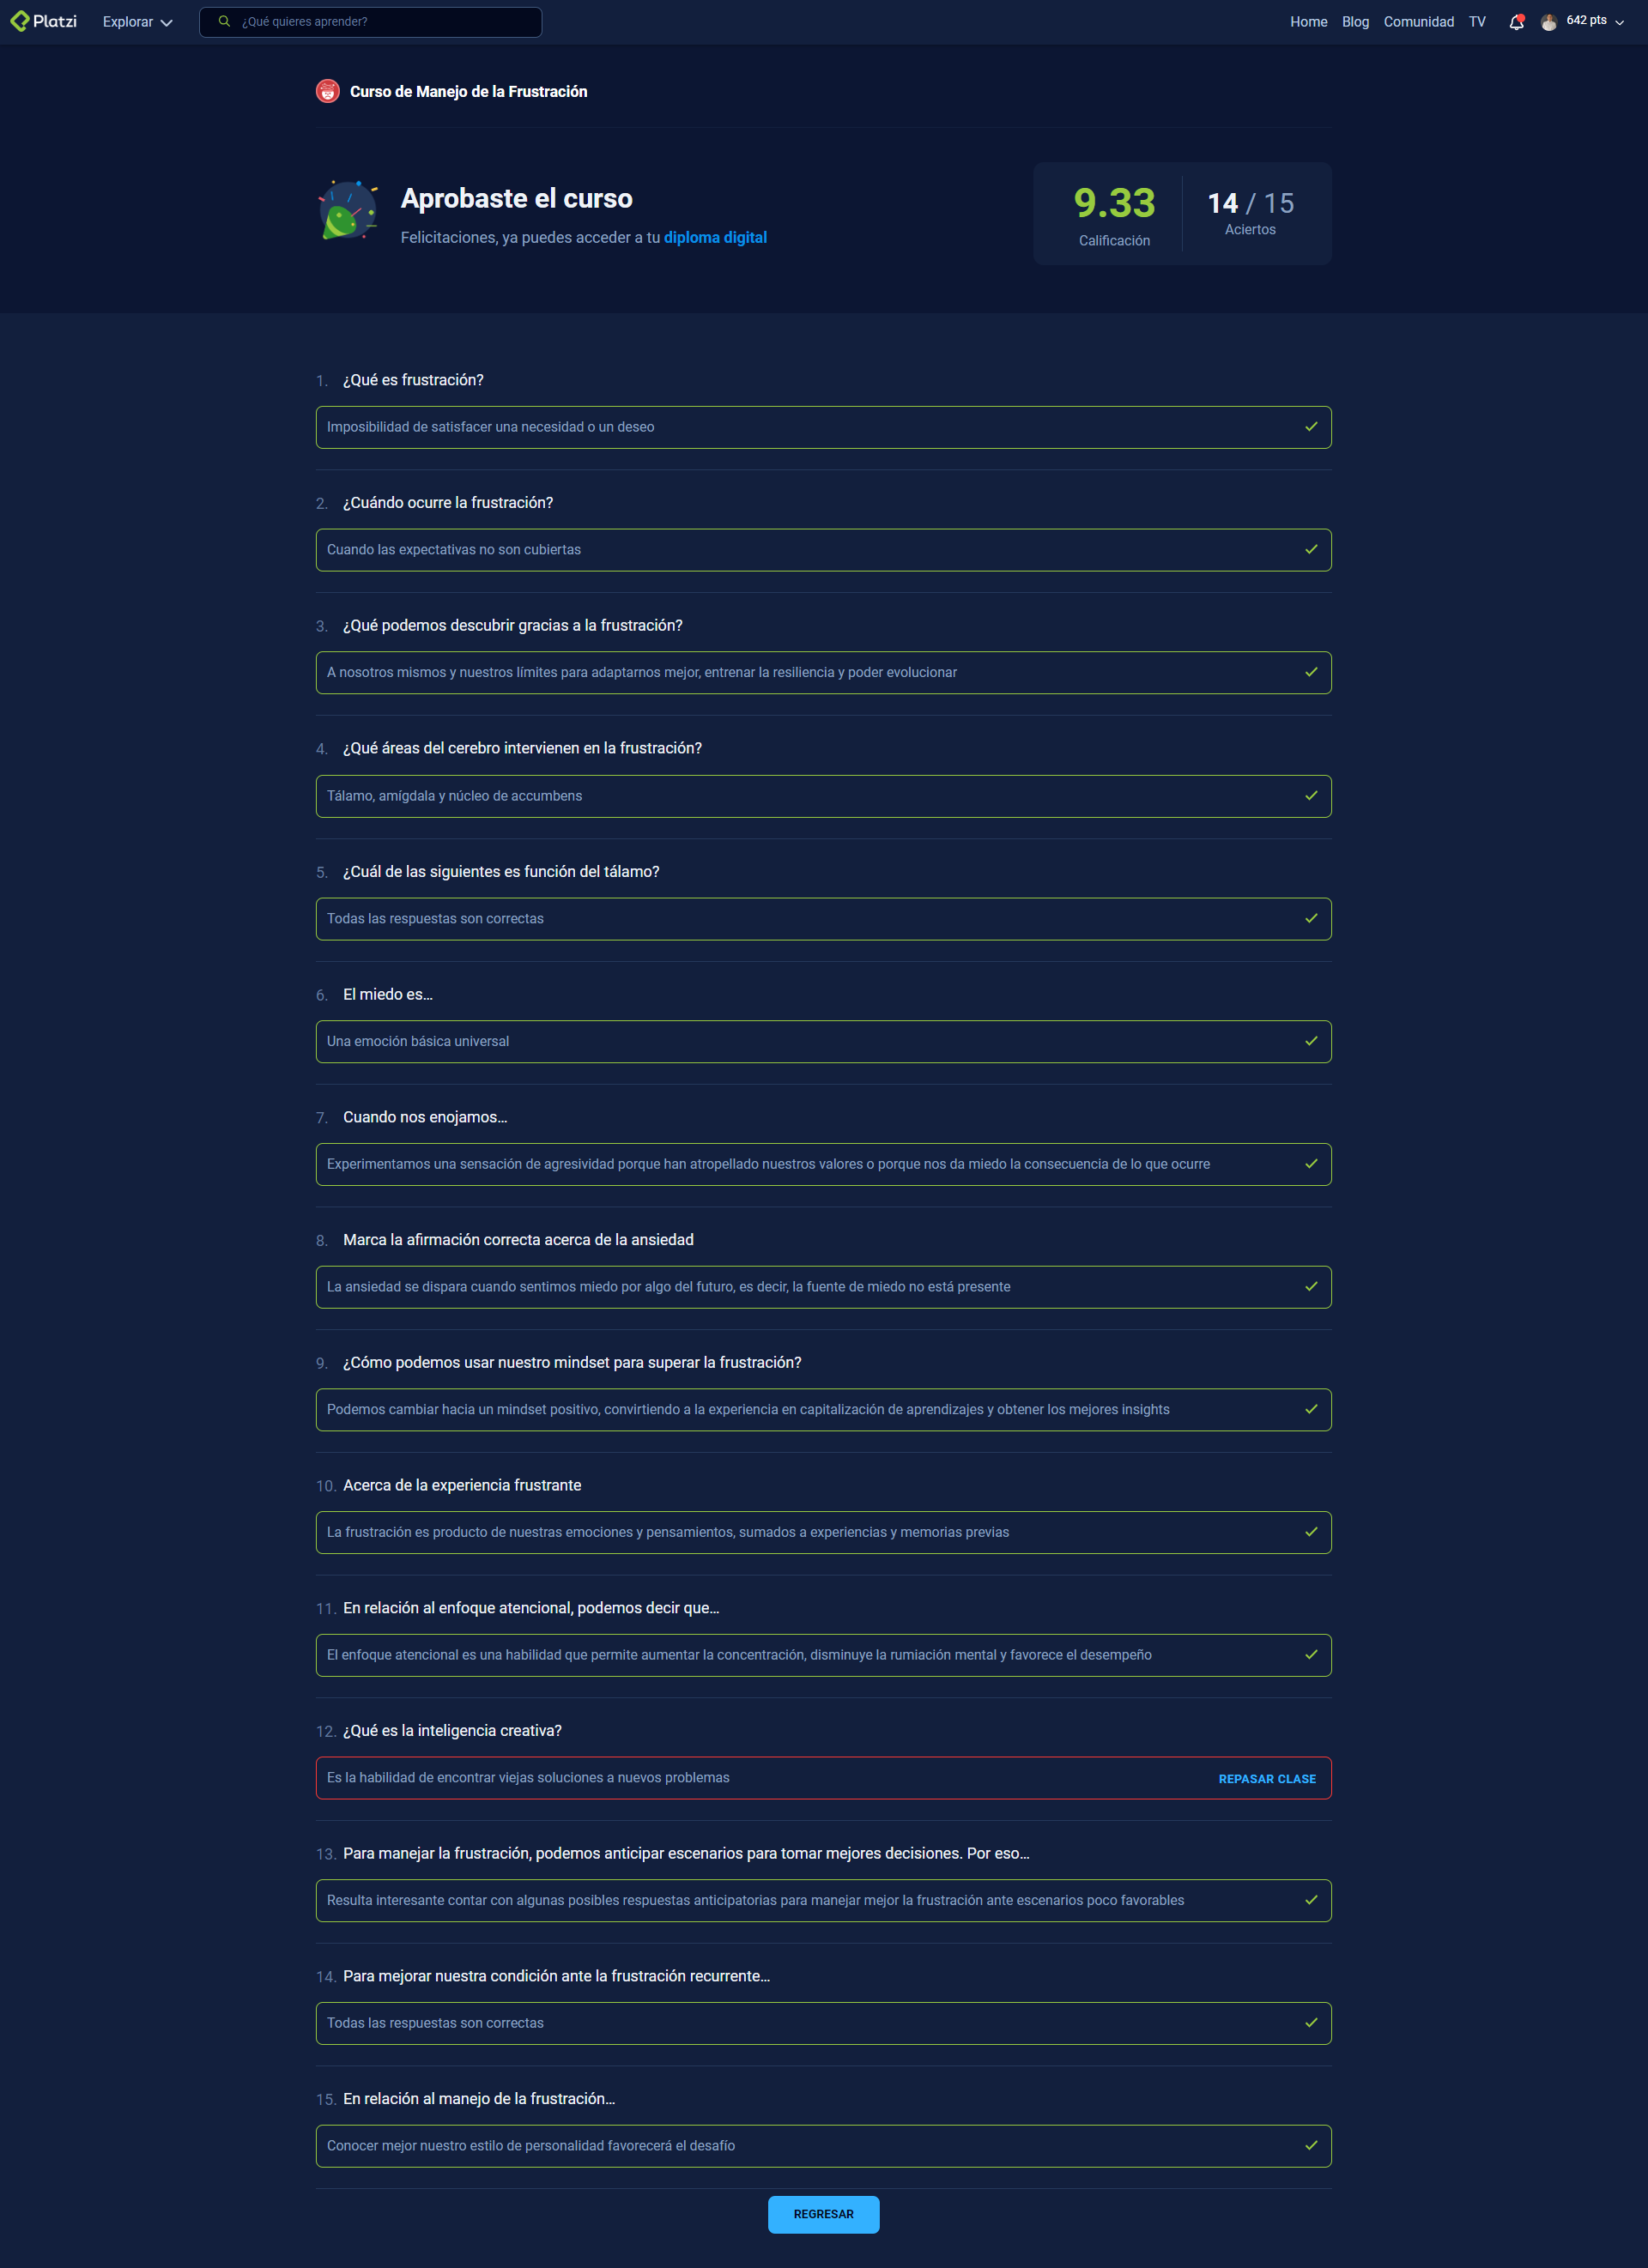 Platzi
Explorar
¿Qué quieres aprender?
Home
Blog
Comunidad
TV
642 pts
Curso de Manejo de la Frustración
Aprobaste el curso
Felicitaciones, ya puedes acceder a tu diploma digital
9.33
Calificación
14 / 15
Aciertos
1. ¿Qué es frustración?
Imposibilidad de satisfacer una necesidad o un deseo
2. ¿Cuándo ocurre la frustración?
Cuando las expectativas no son cubiertas
3. ¿Qué podemos descubrir gracias a la frustración?
A nosotros mismos y nuestros límites para adaptarnos mejor, entrenar la resiliencia y poder evolucionar
4. ¿Qué áreas del cerebro intervienen en la frustración?
Tálamo, amígdala y núcleo de accumbens
5. ¿Cuál de las siguientes es función del tálamo?
Todas las respuestas son correctas
6. El miedo es...
Una emoción básica universal
7. Cuando nos enojamos...
Experimentamos una sensación de agresividad porque han atropellado nuestros valores o porque nos da miedo la consecuencia de lo que ocurre
8. Marca la afirmación correcta acerca de la ansiedad
La ansiedad se dispara cuando sentimos miedo por algo del futuro, es decir, la fuente de miedo no está presente
9. ¿Cómo podemos usar nuestro mindset para superar la frustración?
Podemos cambiar hacia un mindset positivo, convirtiendo a la experiencia en capitalización de aprendizajes y obtener los mejores insights
10. Acerca de la experiencia frustrante
La frustración es producto de nuestras emociones y pensamientos, sumados a experiencias y memorias previas
11. En relación al enfoque atencional, podemos decir que...
El enfoque atencional es una habilidad que permite aumentar la concentración, disminuye la rumiación mental y favorece el desempeño
12. ¿Qué es la inteligencia creativa?
Es la habilidad de encontrar viejas soluciones a nuevos problemas
REPASAR CLASE
13. Para manejar la frustración, podemos anticipar escenarios para tomar mejores decisiones. Por eso...
Resulta interesante contar con algunas posibles respuestas anticipatorias para manejar mejor la frustración ante escenarios poco favorables
14. Para mejorar nuestra condición ante la frustración recurrente...
Todas las respuestas son correctas
15. En relación al manejo de la frustración...
Conocer mejor nuestro estilo de personalidad favorecerá el desafío
REGRESAR